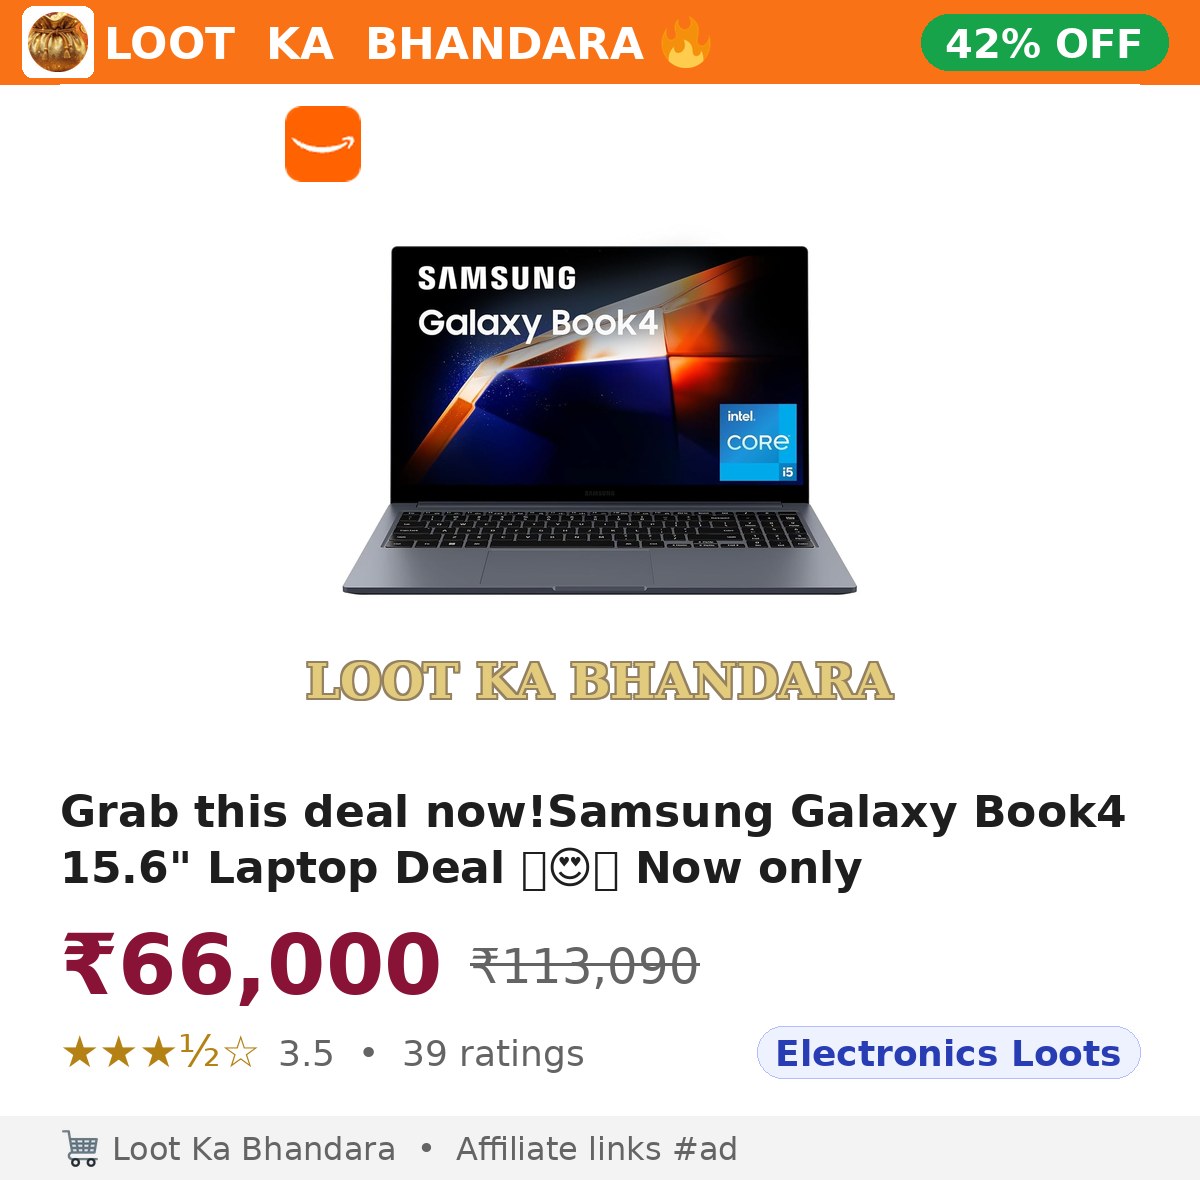 LOOT KA BHANDARA 🔥
42% OFF
SAMSUNG
Galaxy Book4
intel.
CORE
i5
LOOT KA BHANDARA
Grab this deal now!Samsung Galaxy Book4
15.6" Laptop Deal 😍 Now only
₹66,000 ₹113,090
★★★½☆ 3.5 • 39 ratings
Electronics Loots
🛒 Loot Ka Bhandara • Affiliate links #ad